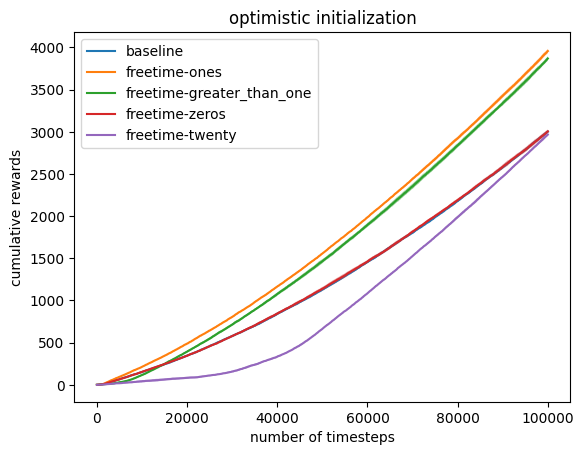 optimistic initialization
baseline
freetime-ones
freetime-greater_than_one
freetime-zeros
freetime-twenty
cumulative rewards
4000
3500
3000
2500
2000
1500
1000
500
0
0 20000 40000 60000 80000 100000
number of timesteps